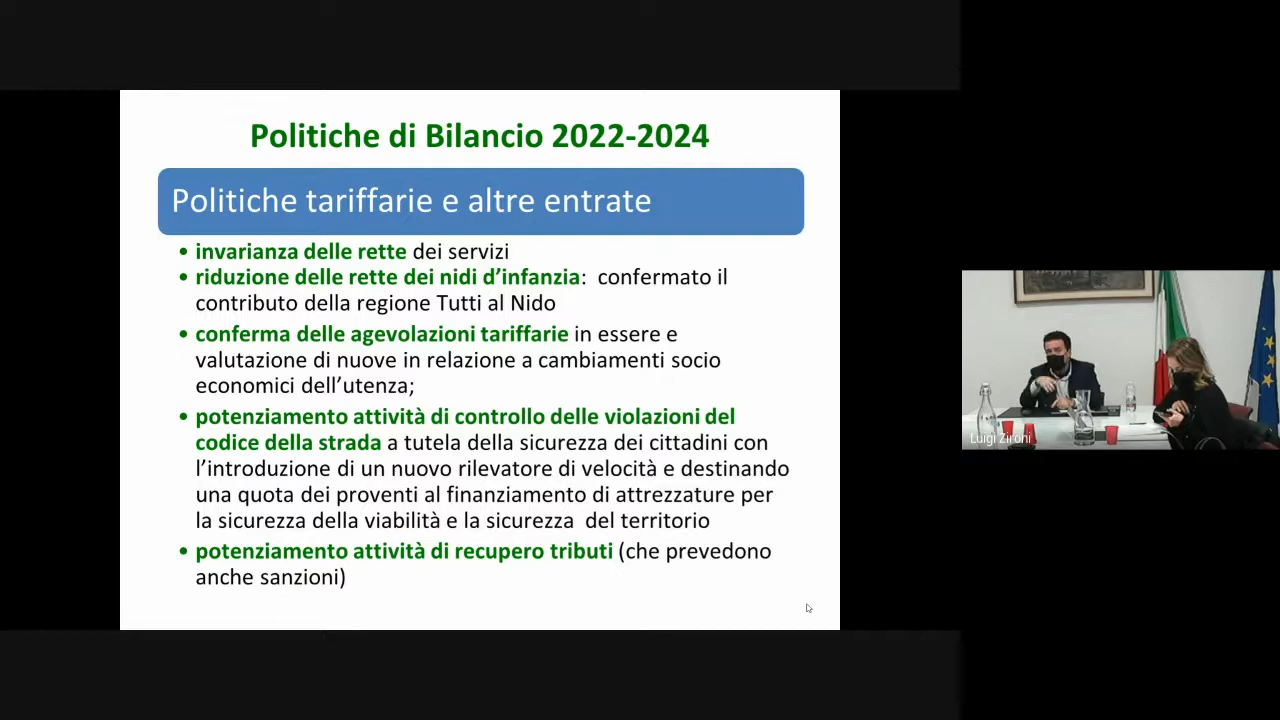 Politiche di Bilancio 2022-2024
Politiche tariffarie e altre entrate
• invarianza delle rette dei servizi
• riduzione delle rette dei nidi d’infanzia:  confermato il
contributo della regione Tutti al Nido
• conferma delle agevolazioni tariffarie in essere e
valutazione di nuove in relazione a cambiamenti socio
economici dell’utenza;
• potenziamento attività di controllo delle violazioni del
codice della strada a tutela della sicurezza dei cittadini con
l’introduzione di un nuovo rilevatore di velocità e destinando
una quota dei proventi al finanziamento di attrezzature per
la sicurezza della viabilità e la sicurezza  del territorio
• potenziamento attività di recupero tributi (che prevedono
anche sanzioni)
Luigi Zironi